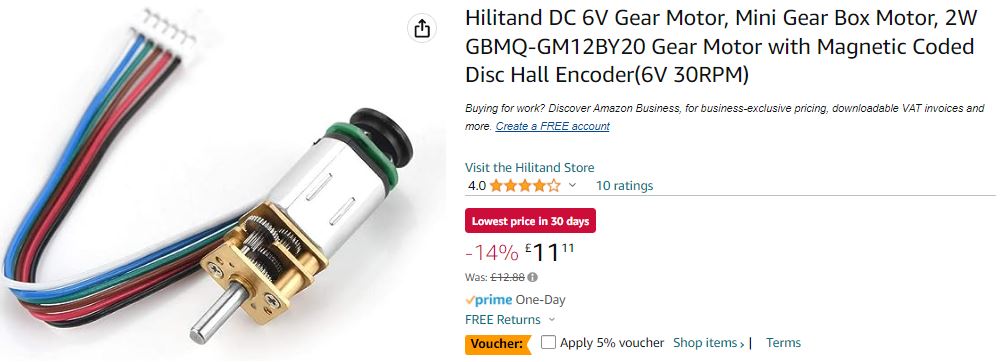 Hilitand DC 6V Gear Motor, Mini Gear Box Motor, 2W
GBMQ-GM12BY20 Gear Motor with Magnetic Coded
Disc Hall Encoder(6V 30RPM)
Buying for work? Discover Amazon Business, for business-exclusive pricing, downloadable VAT invoices and
more. Create a FREE account
Visit the Hilitand Store
4.0 10 ratings
Lowest price in 30 days
-14% £11 11
Was: £12.88
prime One-Day
FREE Returns
Voucher: Apply 5% voucher Shop items › | Terms